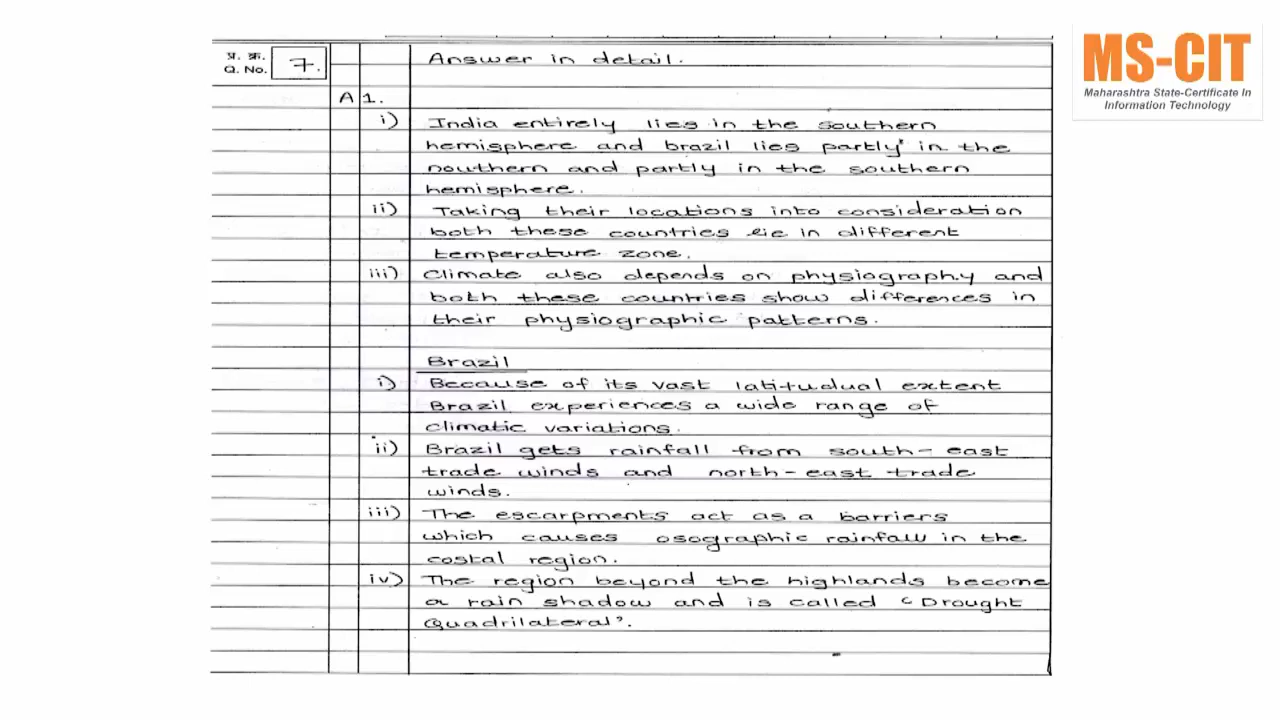 प्र. क्र.
Q. No. 7.
Answer in detail.
A 1.
i) India entirely lies in the southern
hemisphere and brazil lies partly in the
nouthern and partly in the southern
hemisphere.
ii) Taking their locations into consideration
both these countries lie in different
temperature zone.
iii) Climate also depends on physiography and
both these countries show differences in
their physiographic patterns.
Brazil
i) Because of its vast latitudual extent
Brazil experiences a wide range of
climatic variations.
ii) Brazil gets rainfall from south-east
trade winds and north-east trade
winds.
iii) The escarpments act as a barriers
which causes osographic rainfall in the
costal region.
iv) The region beyond the highlands become
a rain shadow and is called 'Drought
Quadrilateral'.
MS-CIT
Maharashtra State-Certificate In
Information Technology